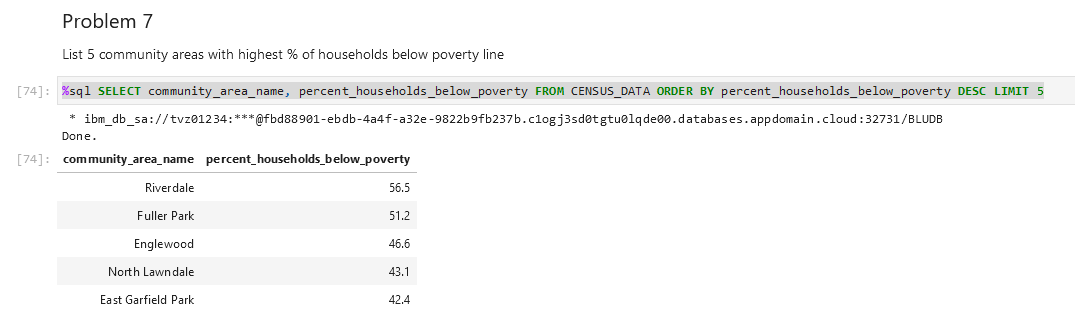 Problem 7
List 5 community areas with highest % of households below poverty line
[74]: %sql SELECT community_area_name, percent_households_below_poverty FROM CENSUS_DATA ORDER BY percent_households_below_poverty DESC LIMIT 5
* ibm_db_sa://tvz01234:***@fbd88901-ebdb-4a4f-a32e-9822b9fb237b.c1ogj3sd0tgtu0lqde00.databases.appdomain.cloud:32731/BLUDB
Done.
[74]: community_area_name percent_households_below_poverty
Riverdale 56.5
Fuller Park 51.2
Englewood 46.6
North Lawndale 43.1
East Garfield Park 42.4